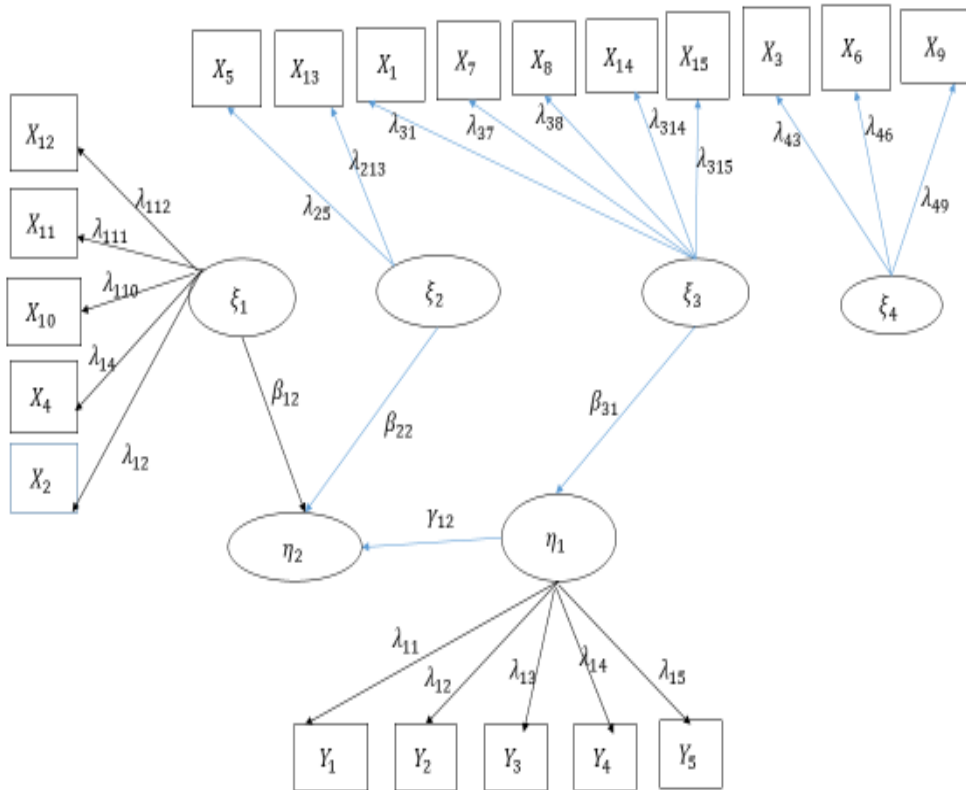 X₅ X₁₃ X₁ X₇ X₈ X₁₄ X₁₅ X₃ X₆ X₉
X₁₂
X₁₁
X₁₀
X₄
X₂
λ₁₁₂
λ₁₁₁
λ₁₁₀
λ₁₄
λ₁₂
λ₂₅
λ₂₁₃
λ₃₁
λ₃₇
λ₃₈
λ₃₁₄
λ₃₁₅
λ₄₃
λ₄₆
λ₄₉
ξ₁ ξ₂ ξ₃ ξ₄
β₁₂
β₂₂
β₃₁
γ₁₂
η₂ η₁
λ₁₁ λ₁₂ λ₁₃ λ₁₄ λ₁₅
Y₁ Y₂ Y₃ Y₄ Y₅